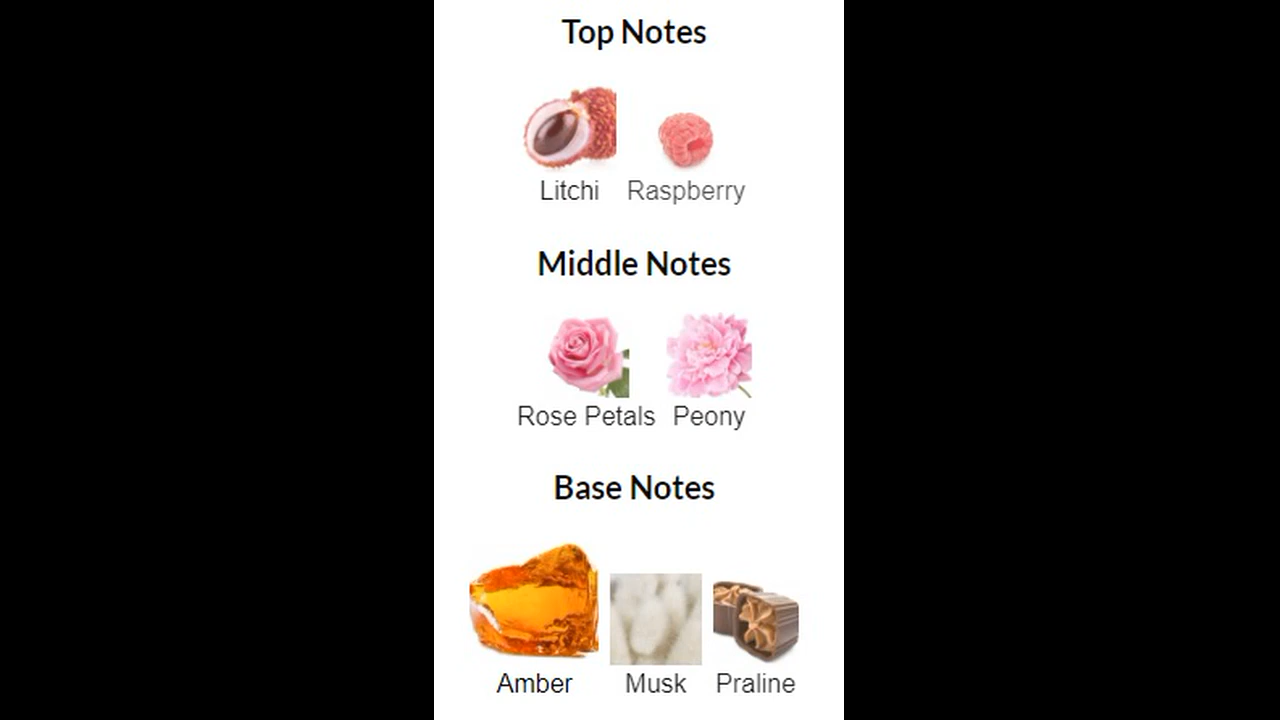 Top Notes
Litchi Raspberry
Middle Notes
Rose Petals Peony
Base Notes
Amber Musk Praline